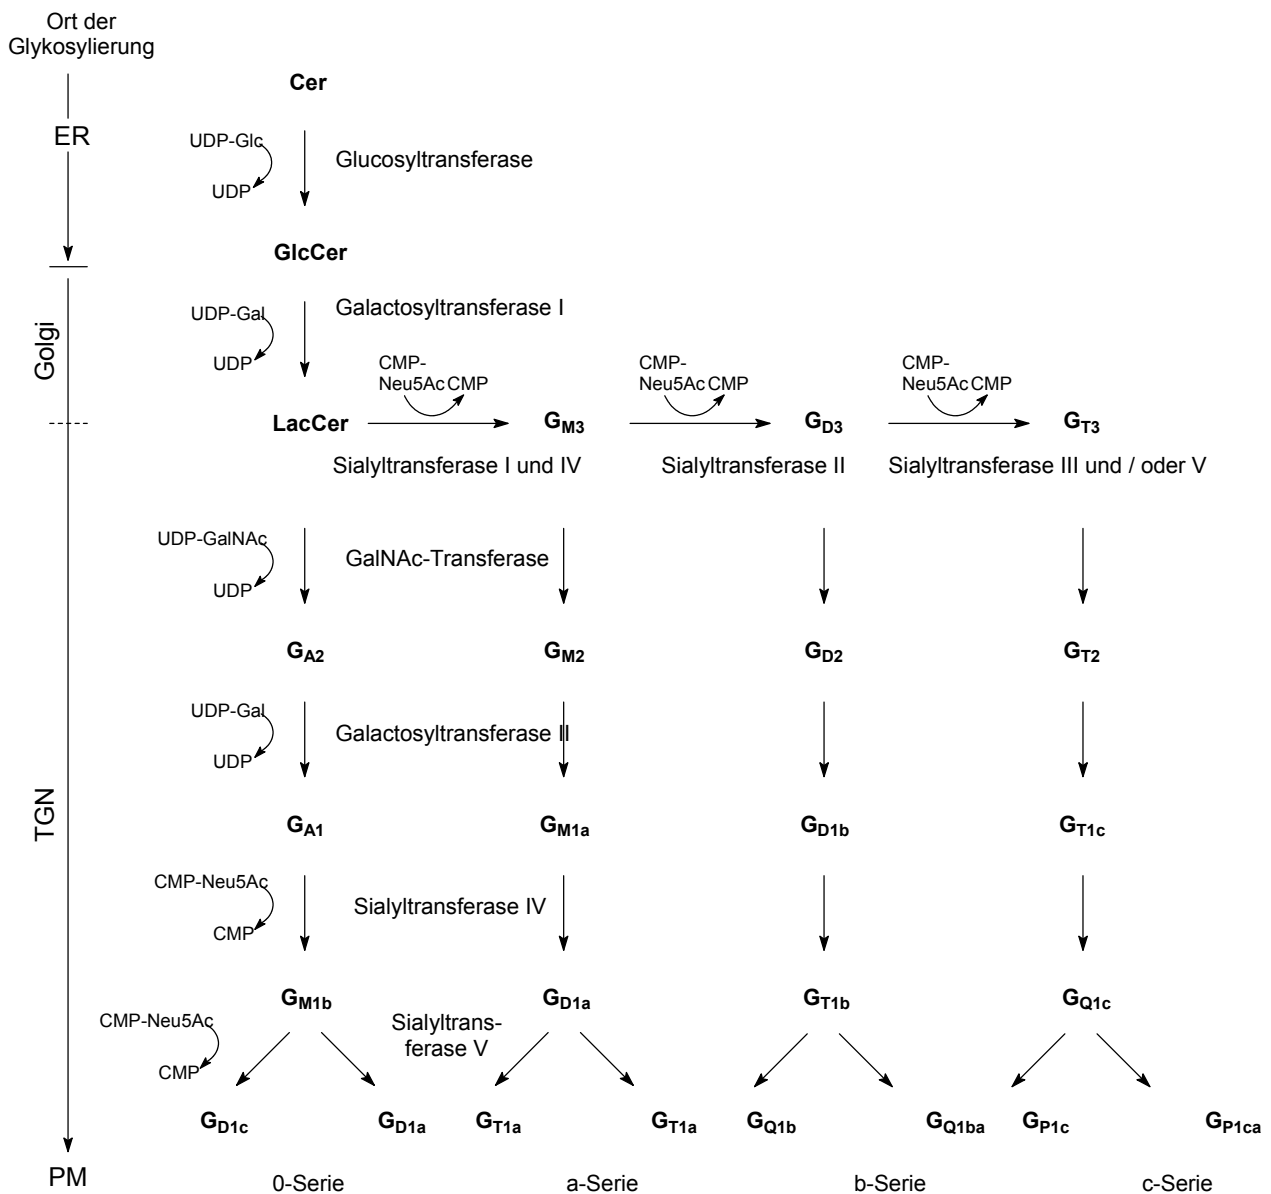 Ort der
Glykosylierung
Cer
ER
UDP-Glc
Glucosyltransferase
UDP
GlcCer
UDP-Gal
Galactosyltransferase I
UDP
Golgi
CMP-
Neu5Ac CMP
CMP-
Neu5Ac CMP
CMP-
Neu5Ac CMP
LacCer
GM3
GD3
GT3
Sialyltransferase I und IV
Sialyltransferase II
Sialyltransferase III und / oder V
UDP-GalNAc
GalNAc-Transferase
UDP
GA2
GM2
GD2
GT2
UDP-Gal
Galactosyltransferase II
UDP
TGN
GA1
GM1a
GD1b
GT1c
CMP-Neu5Ac
Sialyltransferase IV
CMP
GM1b
GD1a
GT1b
GQ1c
CMP-Neu5Ac
Sialyltrans-
ferase V
CMP
GD1c
GD1a
GT1a
GT1a
GQ1b
GQ1ba
GP1c
GP1ca
PM
0-Serie
a-Serie
b-Serie
c-Serie